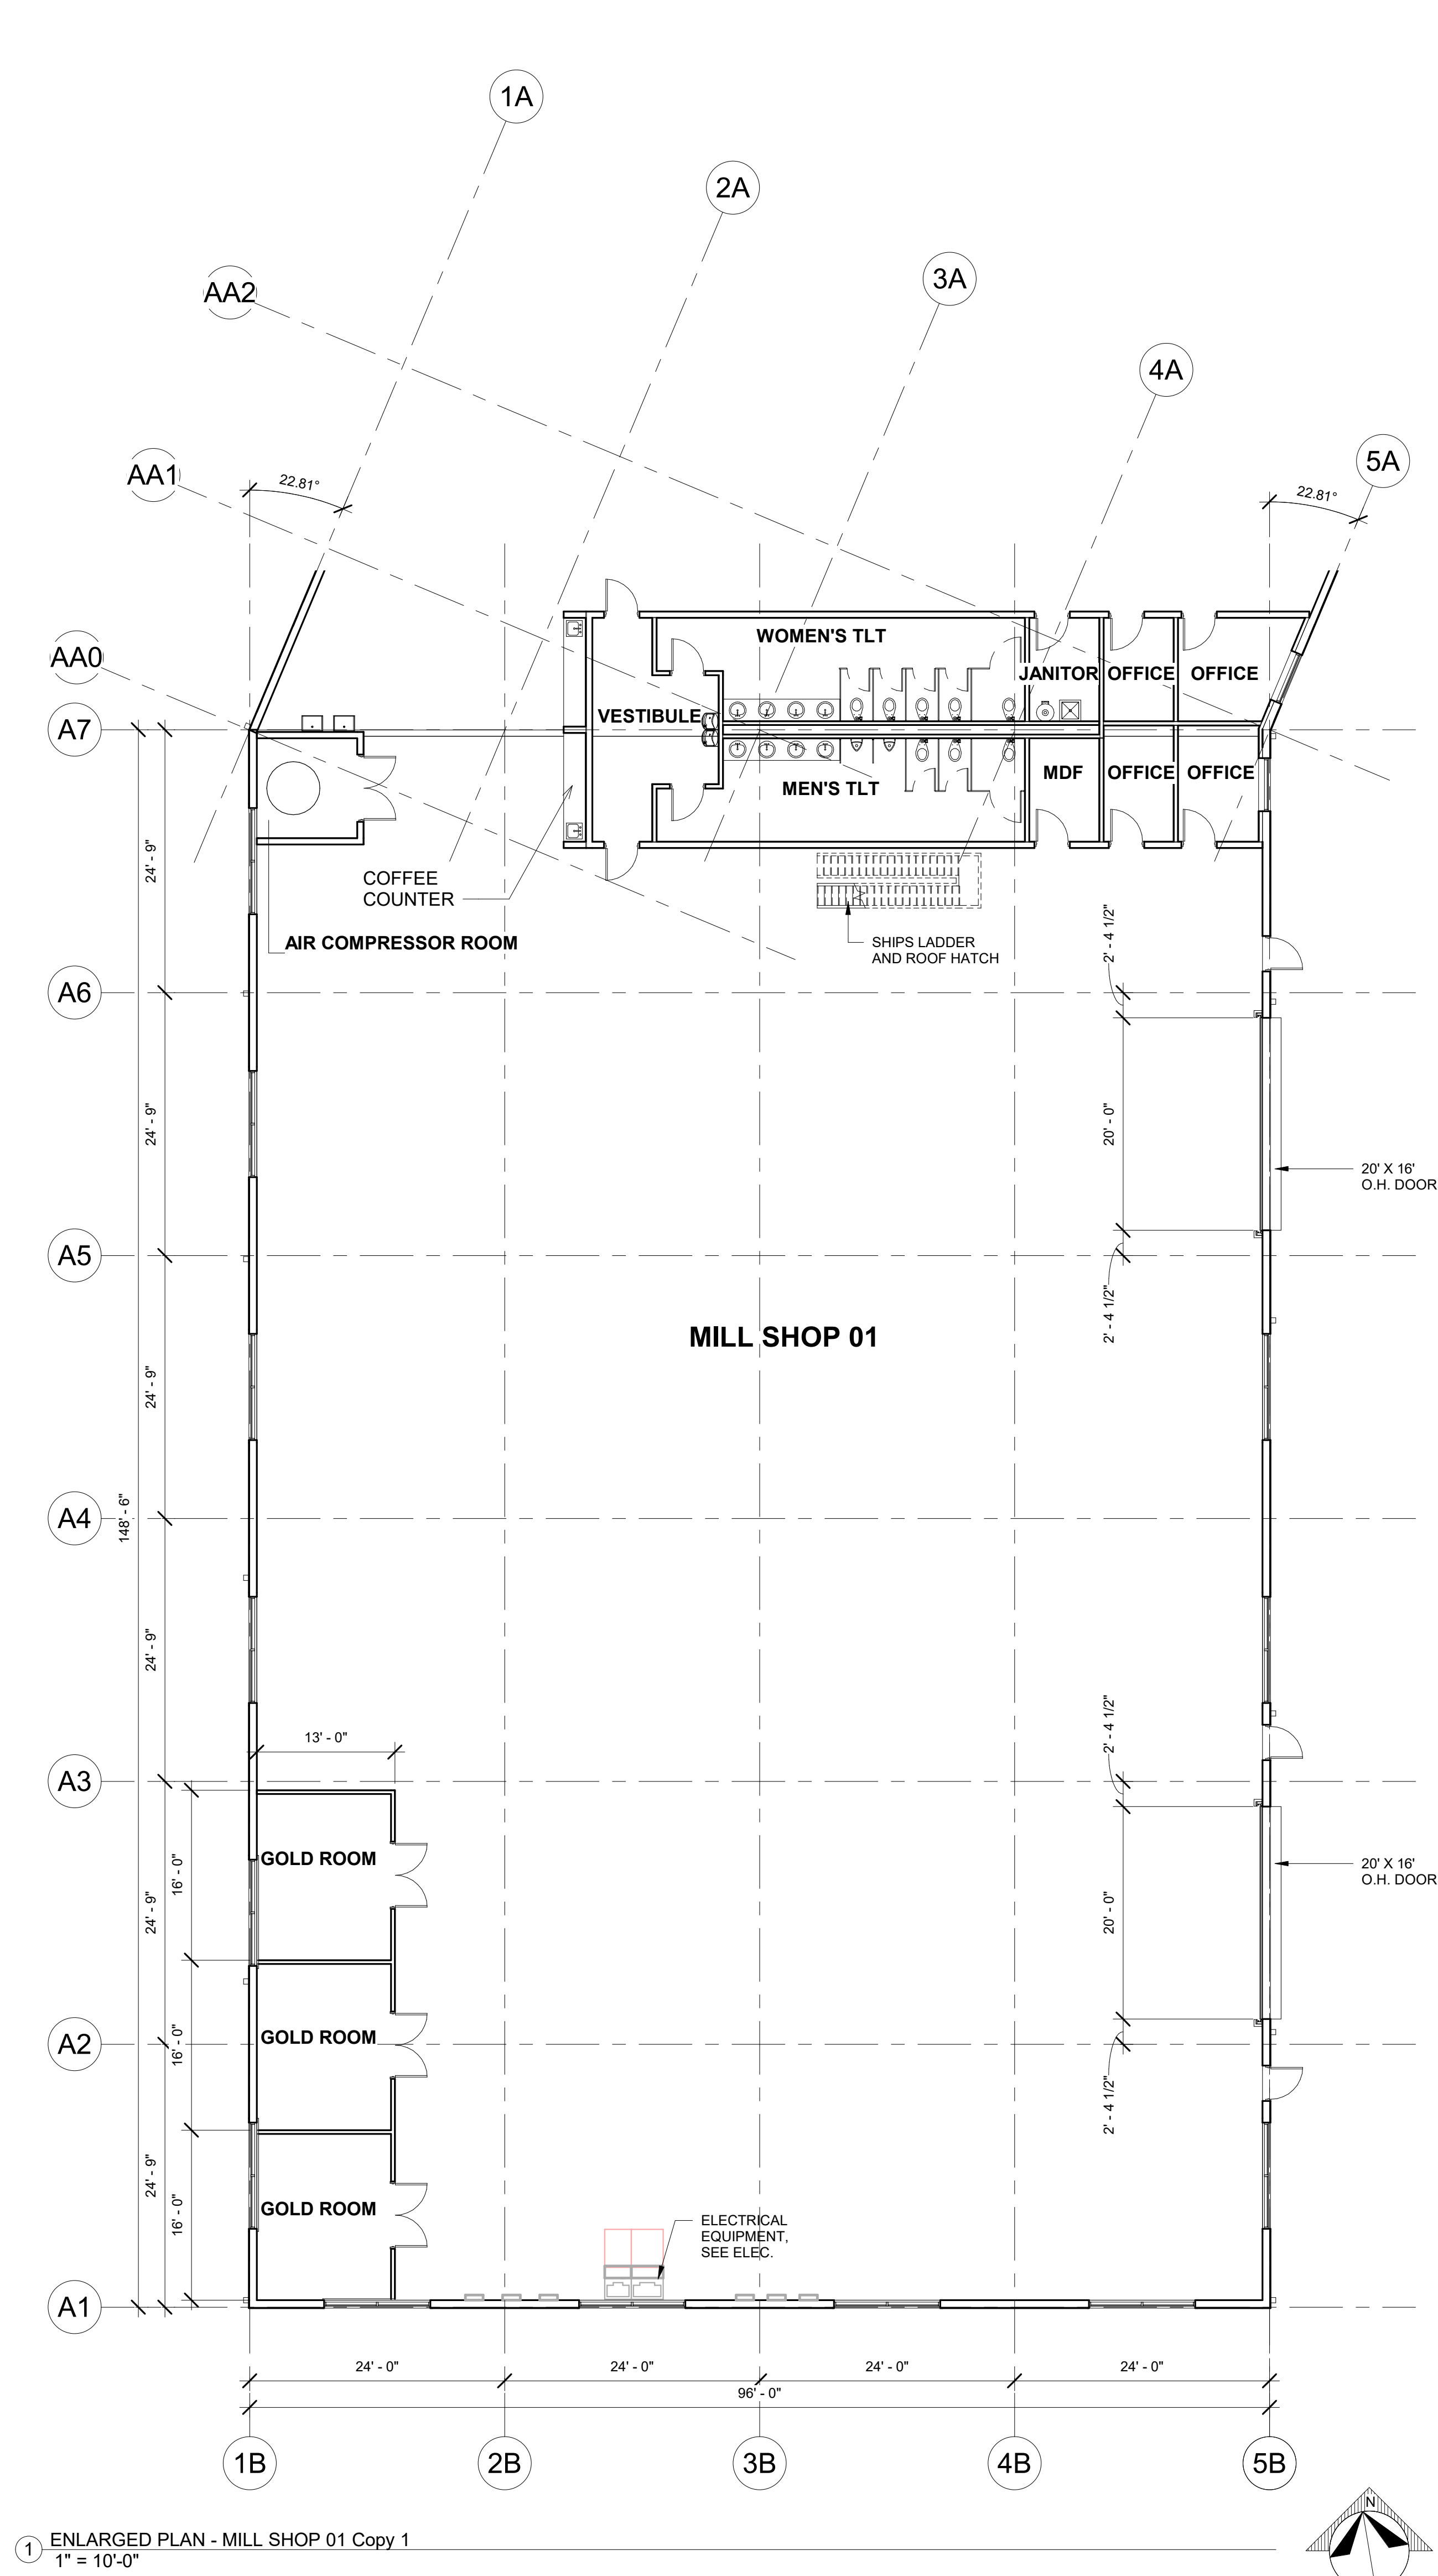 1A
2A
3A
AA2
4A
5A
AA1
22.81°
22.81°
AA0
WOMEN'S TLT
JANITOR
OFFICE
OFFICE
A7
VESTIBULE
MEN'S TLT
MDF
OFFICE
OFFICE
24' - 9"
COFFEE
COUNTER
AIR COMPRESSOR ROOM
SHIPS LADDER
AND ROOF HATCH
2' - 4 1/2"
A6
24' - 9"
20' - 0"
20' X 16'
O.H. DOOR
A5
2' - 4 1/2"
MILL SHOP 01
24' - 9"
A4
148' - 6"
24' - 9"
2' - 4 1/2"
13' - 0"
A3
GOLD ROOM
16' - 0"
24' - 9"
20' - 0"
20' X 16'
O.H. DOOR
GOLD ROOM
A2
16' - 0"
2' - 4 1/2"
24' - 9"
GOLD ROOM
16' - 0"
ELECTRICAL
EQUIPMENT,
SEE ELEC.
A1
24' - 0"
24' - 0"
24' - 0"
24' - 0"
96' - 0"
1B
2B
3B
4B
5B
N
1
ENLARGED PLAN - MILL SHOP 01 Copy 1
1" = 10'-0"